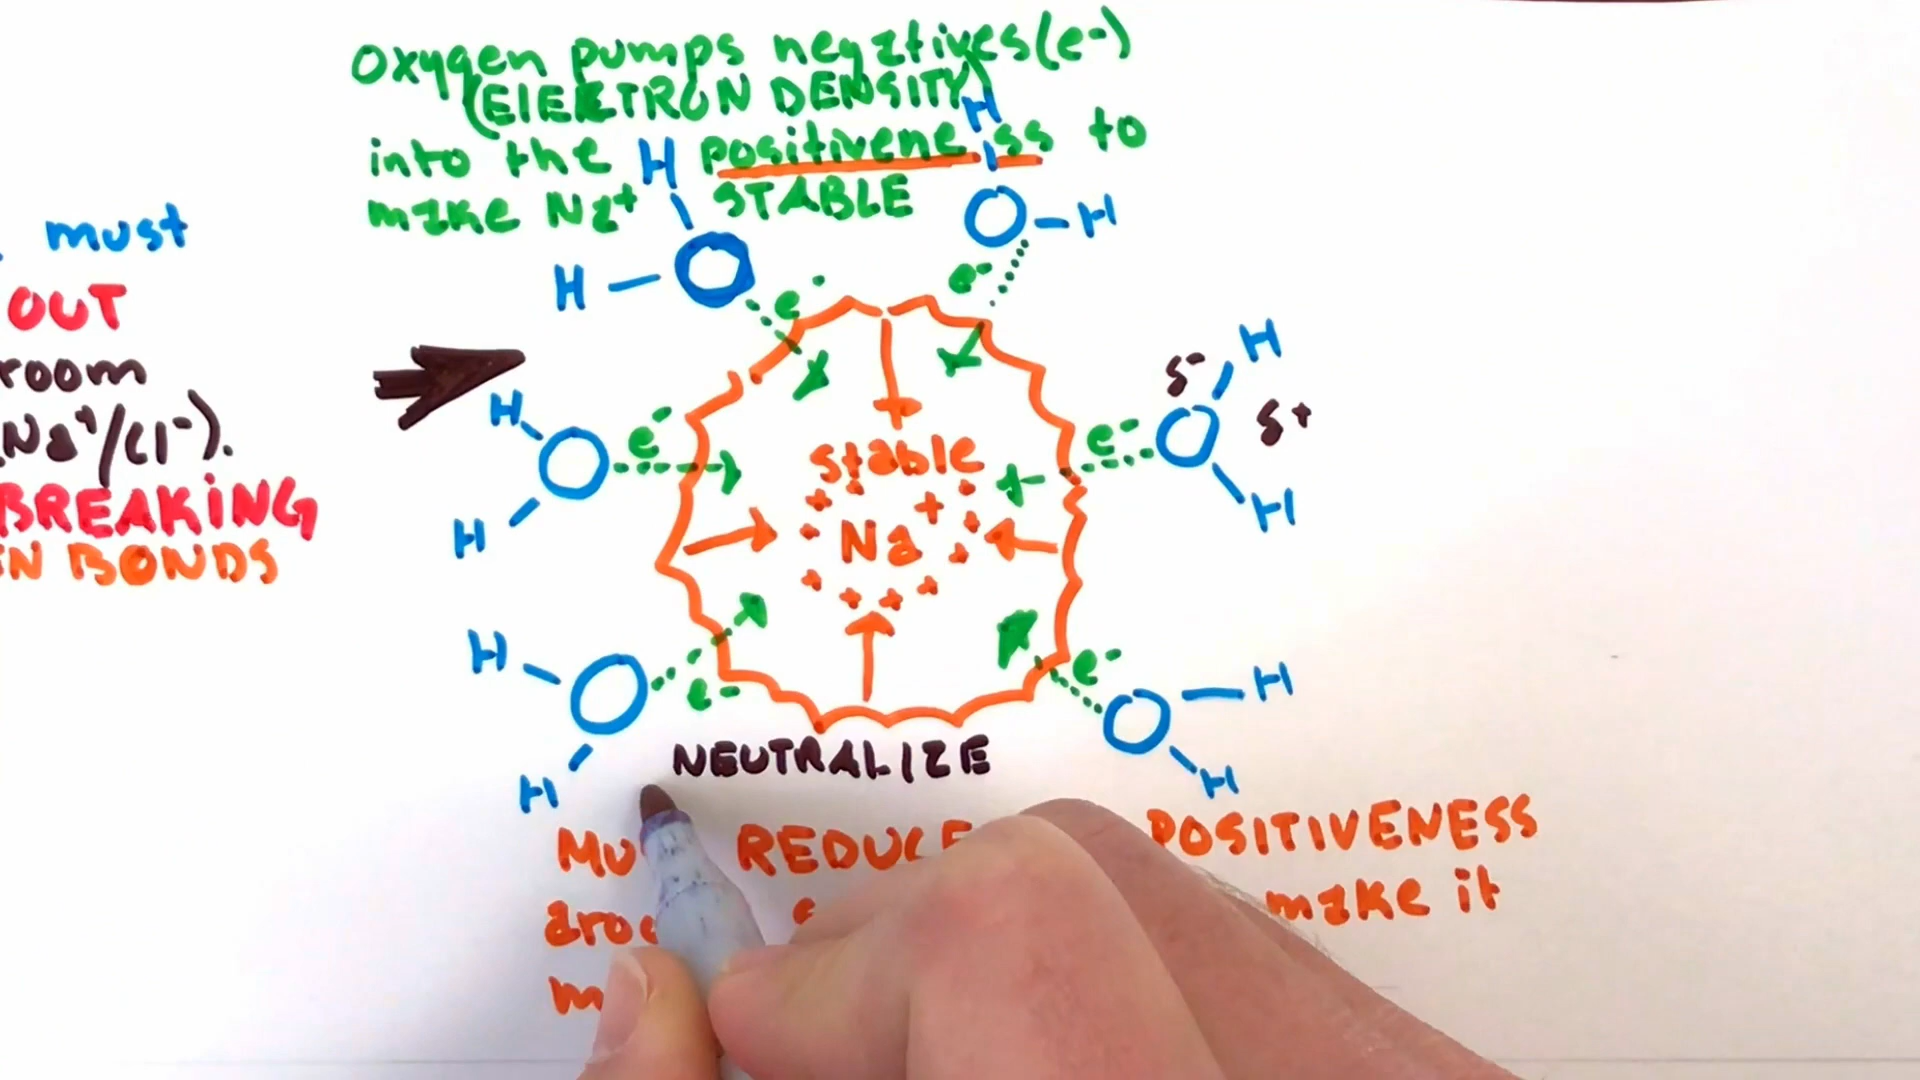 Oxygen pumps negatives (e-)
(ElEKTRON DENSITY)
into the positiveness to
make Na+ STABLE
must
OUT
room
Na+/Cl-).
BREAKING
N BONDS
H
H
O
O
H
H
e-
e-
H
O
H
e-
e-
δ-
H
O
δ+
H
stable
Na
+
H
O
H
e-
e-
O
H
H
NEUTRALIZE
REDUCE POSITIVENESS
make it